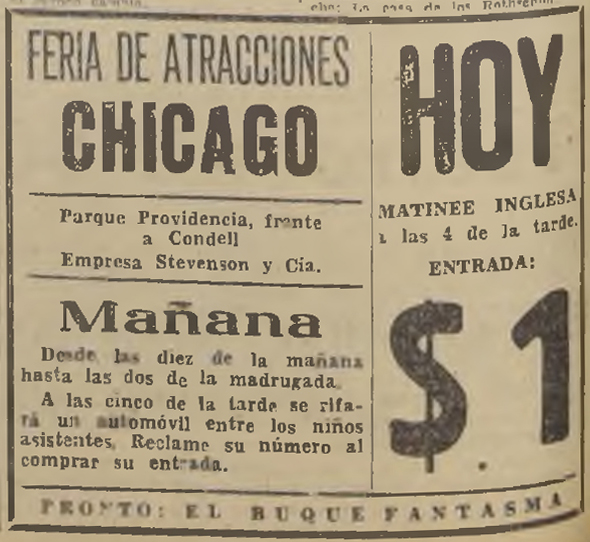 FERIA DE ATRACCIONES
CHICAGO
Parque Providencia, frente
a Condell
Empresa Stevenson y Cía.
Mañana
Desde las diez de la mañana
hasta las dos de la madrugada.
A las cinco de la tarde se rifa-
rá un automóvil entre los niños
asistentes. Reclame su número al
comprar su entrada.
HOY
MATINEE INGLESA
a las 4 de la tarde.
ENTRADA:
$ 1
PRONTO: EL BUQUE FANTASMA